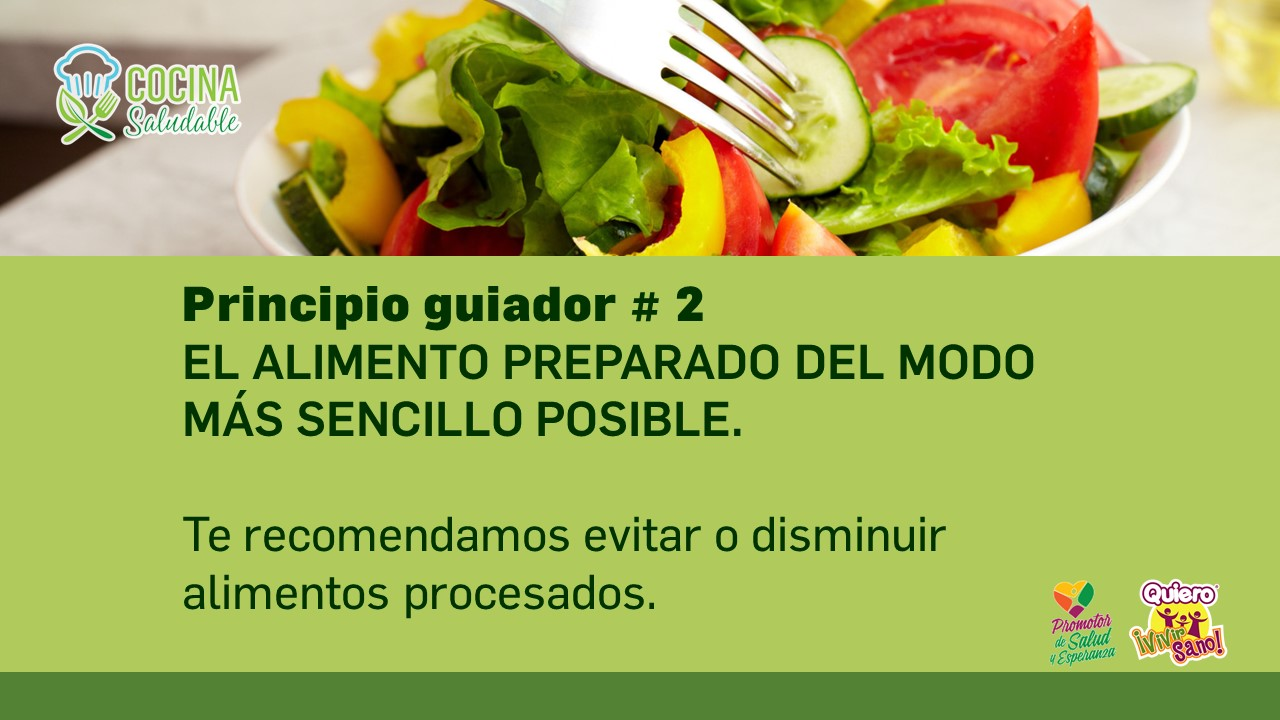 COCINA
Saludable
Principio guiador # 2
EL ALIMENTO PREPARADO DEL MODO
MÁS SENCILLO POSIBLE.
Te recomendamos evitar o disminuir
alimentos procesados.
Promotor
de Salud
y Esperanza
Quiero
¡Vivir
Sano!